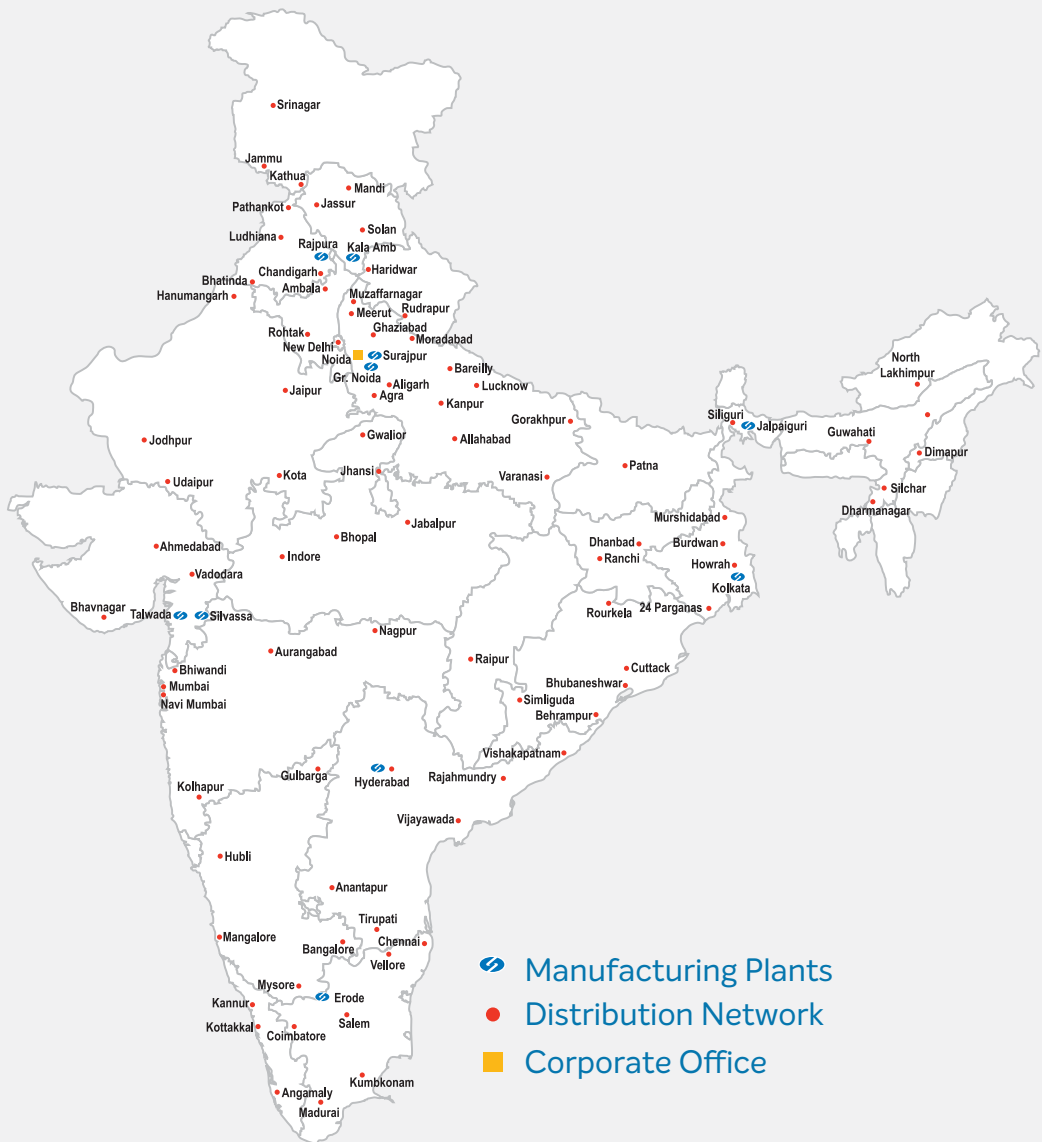 Srinagar
Jammu
Kathua
Mandi
Jassur
Pathankot
Solan
Ludhiana
Rajpura
Kala Amb
Chandigarh
Haridwar
Bhatinda
Ambala
Hanumangarh
Muzaffarnagar
Rudrapur
Meerut
Ghaziabad
Rohtak
Moradabad
New Delhi
Noida
Surajpur
Gr. Noida
Bareilly
Aligarh
Lucknow
Jaipur
Agra
Kanpur
Gorakhpur
North
Lakhimpur
Siliguri
Jalpaiguri
Guwahati
Dimapur
Jodhpur
Gwalior
Allahabad
Jhansi
Kota
Varanasi
Patna
Udaipur
Silchar
Dharmanagar
Murshidabad
Jabalpur
Bhopal
Dhanbad
Burdwan
Ahmedabad
Indore
Ranchi
Howrah
Vadodara
Kolkata
Bhavnagar
Talwada
Silvassa
Rourkela
24 Parganas
Nagpur
Aurangabad
Raipur
Cuttack
Bhiwandi
Bhubaneshwar
Mumbai
Navi Mumbai
Simliguda
Behrampur
Vishakapatnam
Gulbarga
Hyderabad
Rajahmundry
Kolhapur
Vijayawada
Hubli
Anantapur
Tirupati
Mangalore
Bangalore
Chennai
Vellore
Mysore
Erode
Kannur
Salem
Kottakkal
Coimbatore
Kumbkonam
Angamaly
Madurai
Manufacturing Plants
Distribution Network
Corporate Office